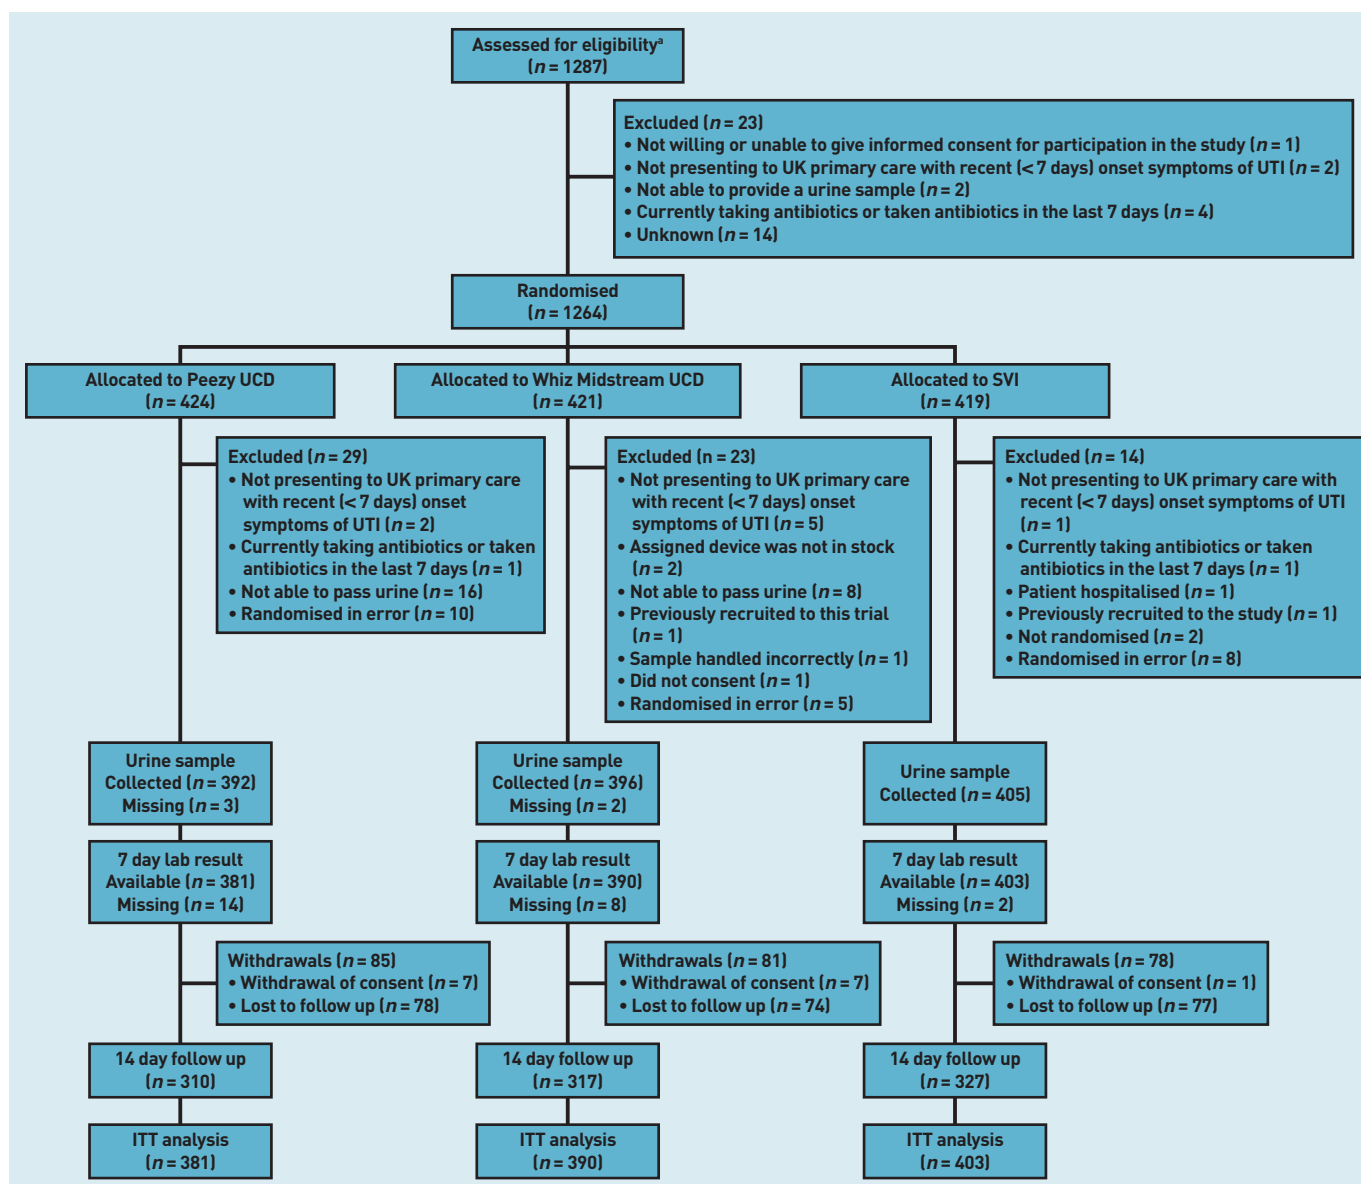 Assessed for eligibilityᵃ
(n = 1287)
Excluded (n = 23)
• Not willing or unable to give informed consent for participation in the study (n = 1)
• Not presenting to UK primary care with recent (< 7 days) onset symptoms of UTI (n = 2)
• Not able to provide a urine sample (n = 2)
• Currently taking antibiotics or taken antibiotics in the last 7 days (n = 4)
• Unknown (n = 14)
Randomised
(n = 1264)
Allocated to Peezy UCD
(n = 424)
Allocated to Whiz Midstream UCD
(n = 421)
Allocated to SVI
(n = 419)
Excluded (n = 29)
• Not presenting to UK primary care
with recent (< 7 days) onset
symptoms of UTI (n = 2)
• Currently taking antibiotics or taken
antibiotics in the last 7 days (n = 1)
• Not able to pass urine (n = 16)
• Randomised in error (n = 10)
Excluded (n = 23)
• Not presenting to UK primary care
with recent (< 7 days) onset
symptoms of UTI (n = 5)
• Assigned device was not in stock
(n = 2)
• Not able to pass urine (n = 8)
• Previously recruited to this trial
(n = 1)
• Sample handled incorrectly (n = 1)
• Did not consent (n = 1)
• Randomised in error (n = 5)
Excluded (n = 14)
• Not presenting to UK primary care with
recent (< 7 days) onset symptoms of UTI
(n = 1)
• Currently taking antibiotics or taken
antibiotics in the last 7 days (n = 1)
• Patient hospitalised (n = 1)
• Previously recruited to the study (n = 1)
• Not randomised (n = 2)
• Randomised in error (n = 8)
Urine sample
Collected (n = 392)
Missing (n = 3)
Urine sample
Collected (n = 396)
Missing (n = 2)
Urine sample
Collected (n = 405)
7 day lab result
Available (n = 381)
Missing (n = 14)
7 day lab result
Available (n = 390)
Missing (n = 8)
7 day lab result
Available (n = 403)
Missing (n = 2)
Withdrawals (n = 85)
• Withdrawal of consent (n = 7)
• Lost to follow up (n = 78)
Withdrawals (n = 81)
• Withdrawal of consent (n = 7)
• Lost to follow up (n = 74)
Withdrawals (n = 78)
• Withdrawal of consent (n = 1)
• Lost to follow up (n = 77)
14 day follow up
(n = 310)
14 day follow up
(n = 317)
14 day follow up
(n = 327)
ITT analysis
(n = 381)
ITT analysis
(n = 390)
ITT analysis
(n = 403)